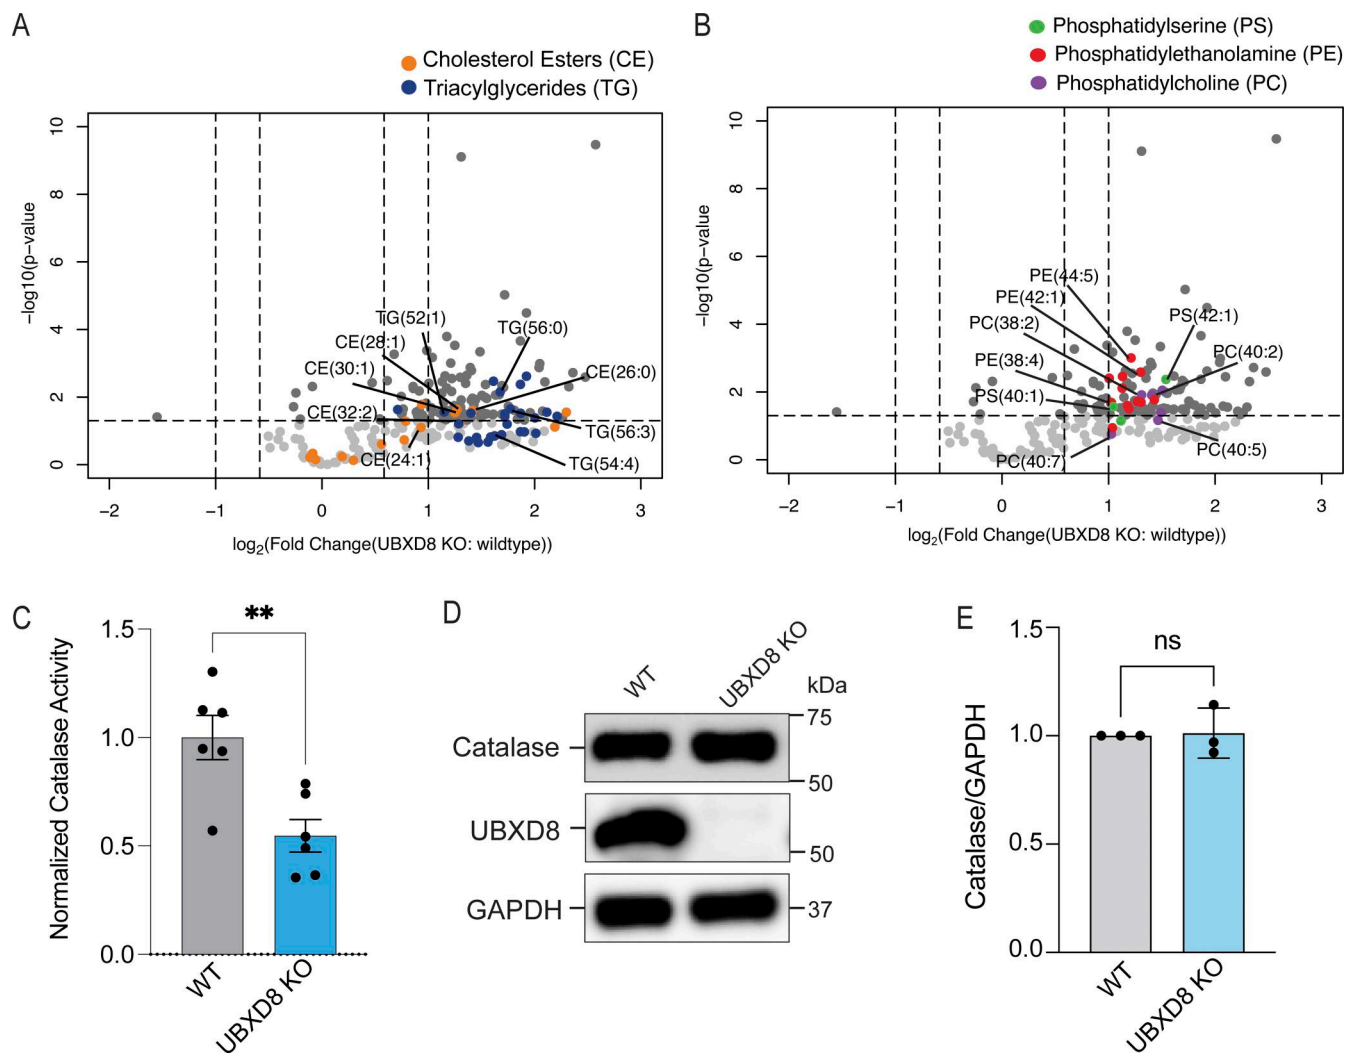 A
Cholesterol Esters (CE)
Triacylglycerides (TG)
10
8
6
4
2
0
−log10(p−value)
TG(52:1)
TG(56:0)
CE(28:1)
CE(30:1)
CE(26:0)
CE(32:2)
TG(56:3)
CE(24:1)
TG(54:4)
−2
−1
0
1
2
3
log2(Fold Change(UBXD8 KO: wildtype))
B
Phosphatidylserine (PS)
Phosphatidylethanolamine (PE)
Phosphatidylcholine (PC)
10
8
6
4
2
0
−log10(p−value
PE(44:5)
PE(42:1)
PS(42:1)
PC(38:2)
PC(40:2)
PE(38:4)
PS(40:1)
PC(40:7)
PC(40:5)
−2
−1
0
1
2
3
log2(Fold Change(UBXD8 KO: wildtype))
C
**
1.5
1.0
0.5
0.0
Normalized Catalase Activity
WT
UBXD8 KO
D
WT
UBXD8 KO
kDa
75
Catalase
50
UBXD8
50
GAPDH
37
E
ns
1.5
1.0
0.5
0.0
Catalase/GAPDH
WT
UBXD8 KO